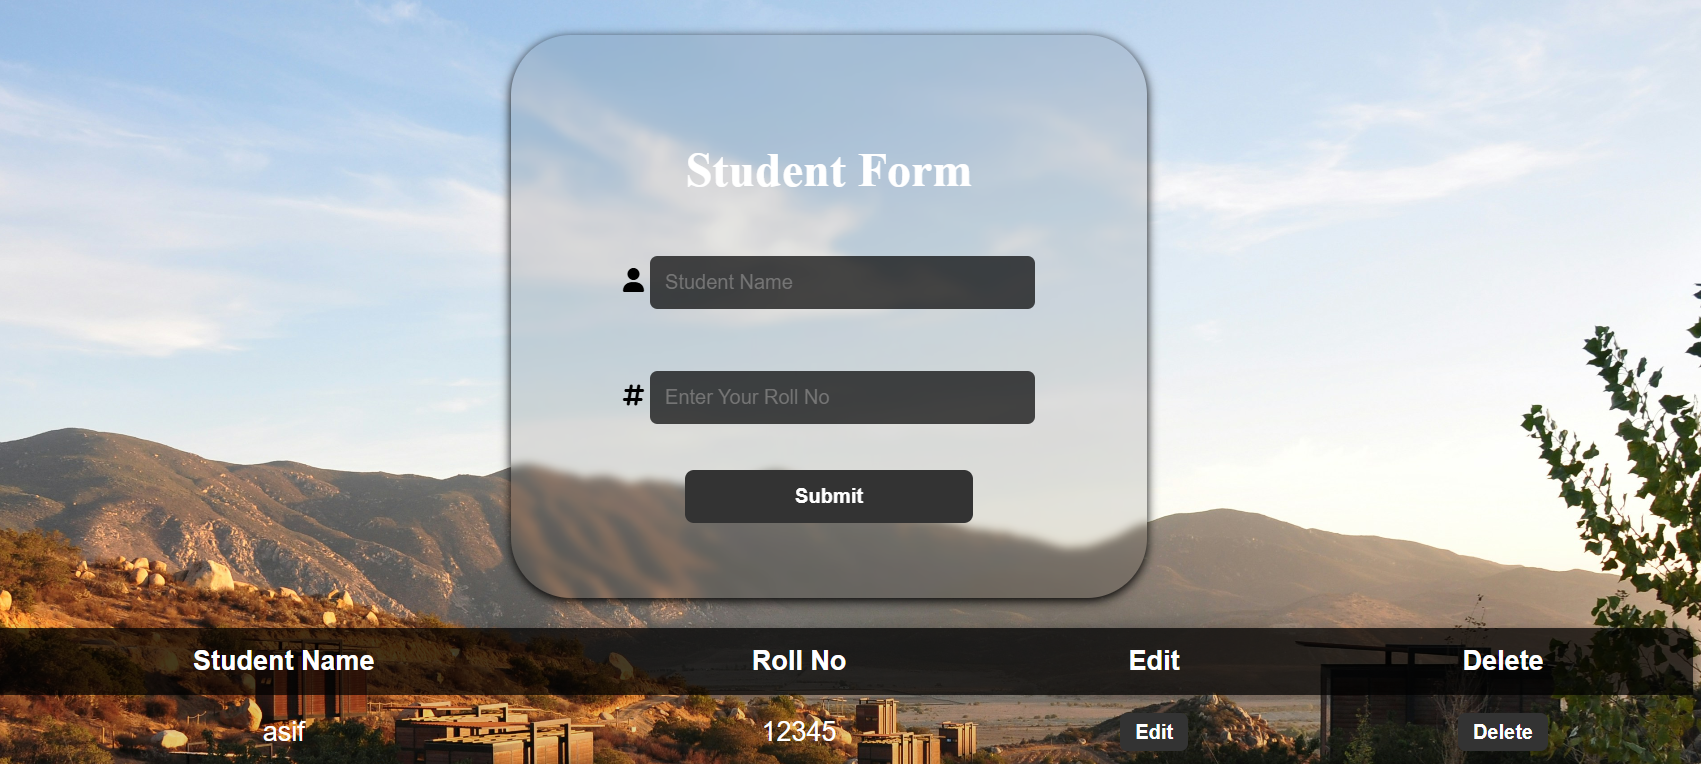 Student Form
Student Name
Enter Your Roll No
Submit
Student Name Roll No Edit Delete
asif 12345 Edit Delete